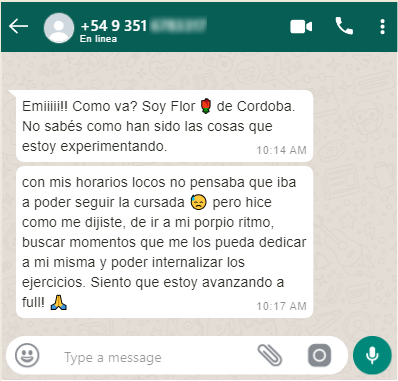 +54 9 351
En linea
Emiiiii!! Como va? Soy Flor 🌹 de Cordoba.
No sabés como han sido las cosas que
estoy experimentando.
10:14 AM
con mis horarios locos no pensaba que iba
a poder seguir la cursada 😓 pero hice
como me dijiste, de ir a mi porpio ritmo,
buscar momentos que me los pueda dedicar
a mi misma y poder internalizar los
ejercicios. Siento que estoy avanzando a
full! 🙏
10:17 AM
Type a message